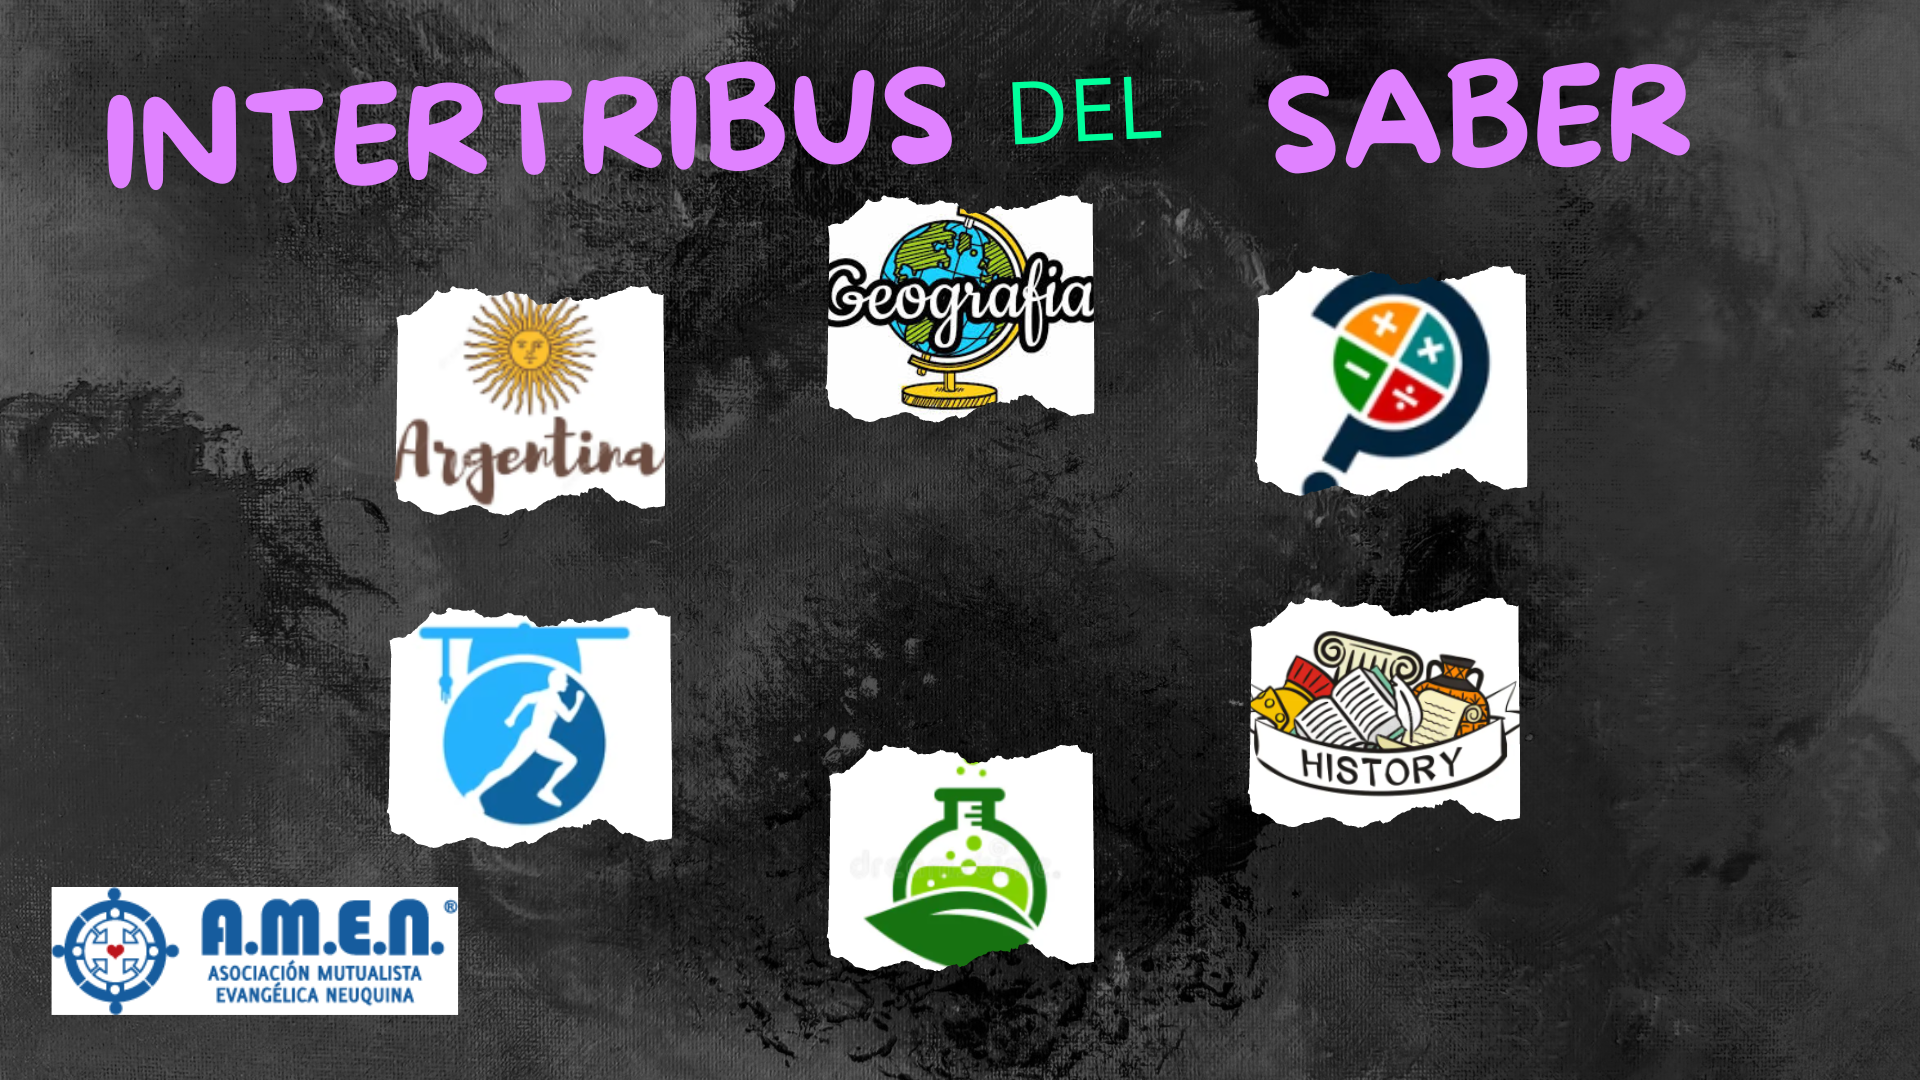 INTERTRIBUS DEL SABER
Geografia
Argentina
HISTORY
A.M.E.N.®
ASOCIACIÓN MUTUALISTA
EVANGÉLICA NEUQUINA